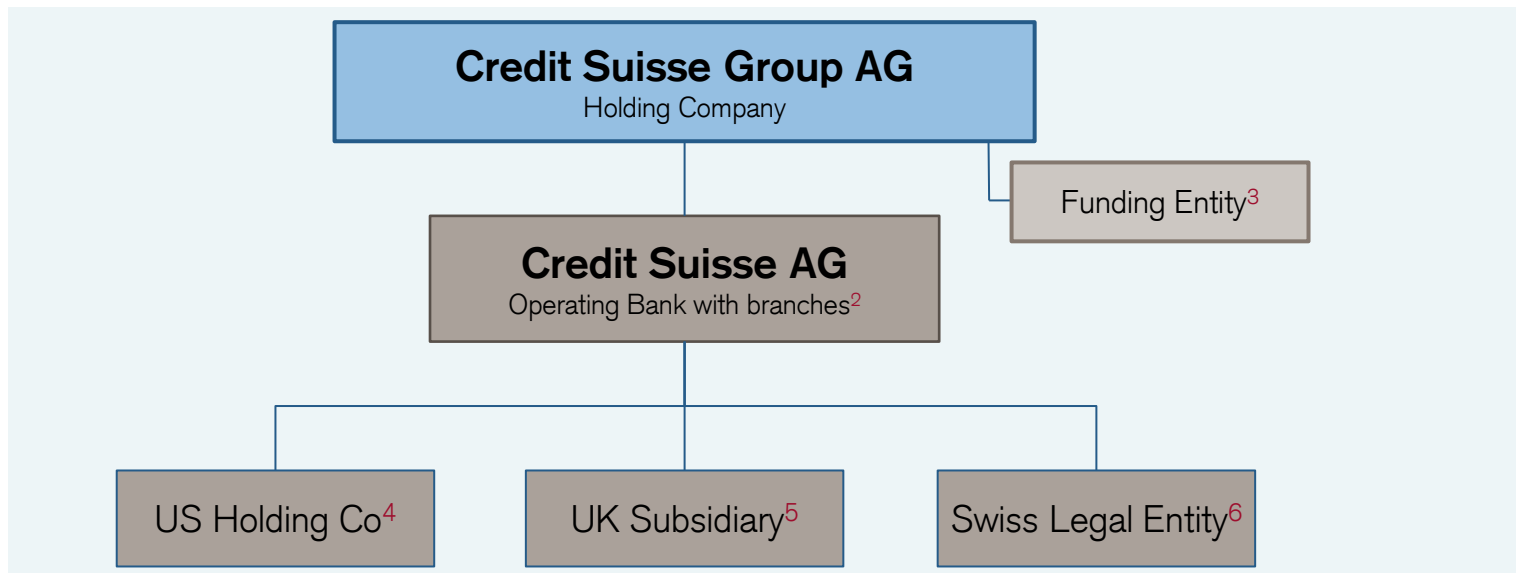 Credit Suisse Group AG
Holding Company
Funding Entity3
Credit Suisse AG
Operating Bank with branches2
US Holding Co4
UK Subsidiary5
Swiss Legal Entity6